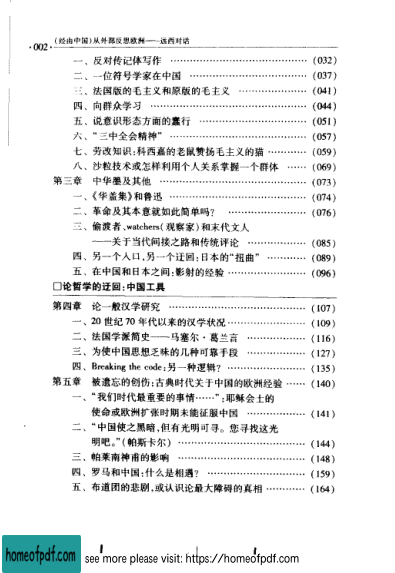 ·002· (经由中国)从外部反思欧洲——远西对话
一、反对传记体写作 ………………………………… (032)
二、一位符号学家在中国 …………………………… (037)
三、法国版的毛主义和原版的毛主义 ……………… (041)
四、向群众学习 ……………………………………… (044)
五、说意识形态方面的蠢行 ………………………… (051)
六、“三中全会精神” ………………………………… (057)
七、劳改知识:科西嘉的老鼠赞扬毛主义的猫 ………… (059)
八、沙粒技术或怎样利用个人关系掌握一个群体 …… (069)
第三章 中华墨及其他 ………………………………… (073)
一、《华盖集》和鲁迅 ………………………………… (074)
二、革命及其本意就如此简单吗? ………………… (076)
三、偷渡者、watchers(观察家)和末代文人
——关于当代间接之路和传统评论 …………… (085)
四、另一个入口,另一个迂回:日本的“扭曲” ………… (089)
五、在中国和日本之间:影射的经验 ………………… (096)
□论哲学的迂回:中国工具
第四章 论一般汉学研究 ……………………………… (107)
一、20世纪70年代以来的汉学状况 ………………… (109)
二、法国学派简史——马塞尔·葛兰言 ……………… (116)
三、为使中国思想乏味的几种可靠手段 …………… (127)
四、Breaking the code:另一种逻辑? ……………… (135)
第五章 被遗忘的创伤:古典时代关于中国的欧洲经验 …… (140)
一、“我们时代最重要的事情……”:耶稣会士的
使命或欧洲扩张时期未能征服中国 …………… (141)
二、“中国使之黑暗,但有光明可寻。您寻找这光
明吧。”(帕斯卡尔) …………………………… (144)
三、帕莱南神甫的影响 ……………………………… (148)
四、罗马和中国:什么是相遇? …………………… (159)
五、布道团的悲剧,或认识论最大障碍的真相 ………… (164)
homeofpdf.com
see more please visit: https://homeofpdf.com